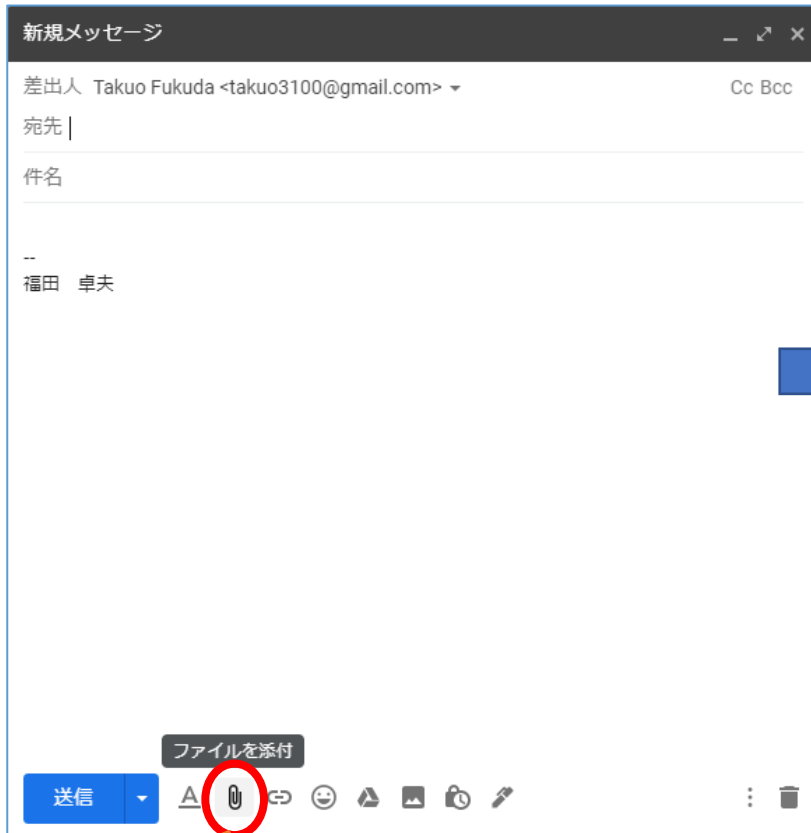 新規メッセージ
差出人 Takuo Fukuda <takuo3100@gmail.com>
Cc Bcc
宛先
件名
--
福田　卓夫
ファイルを添付
送信
A